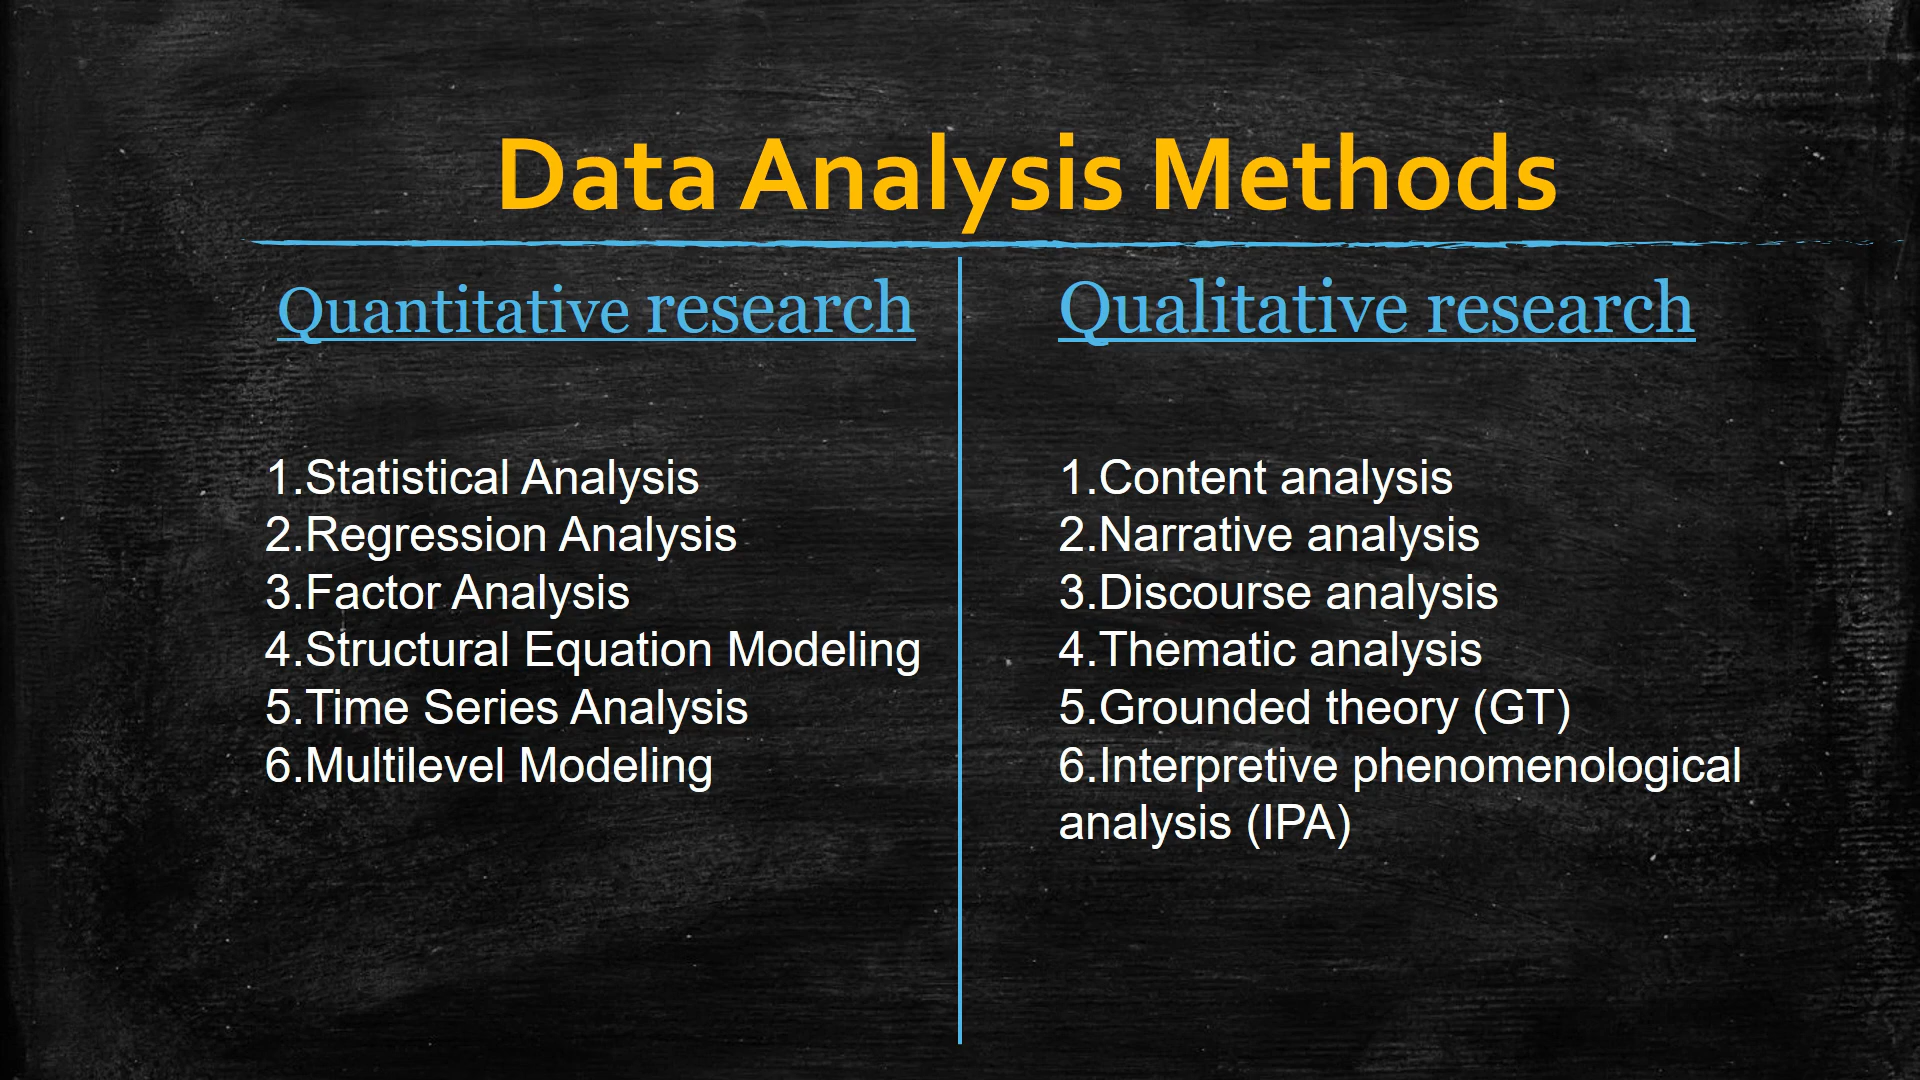 Data Analysis Methods
Quantitative research
1.Statistical Analysis
2.Regression Analysis
3.Factor Analysis
4.Structural Equation Modeling
5.Time Series Analysis
6.Multilevel Modeling
Qualitative research
1.Content analysis
2.Narrative analysis
3.Discourse analysis
4.Thematic analysis
5.Grounded theory (GT)
6.Interpretive phenomenological
analysis (IPA)